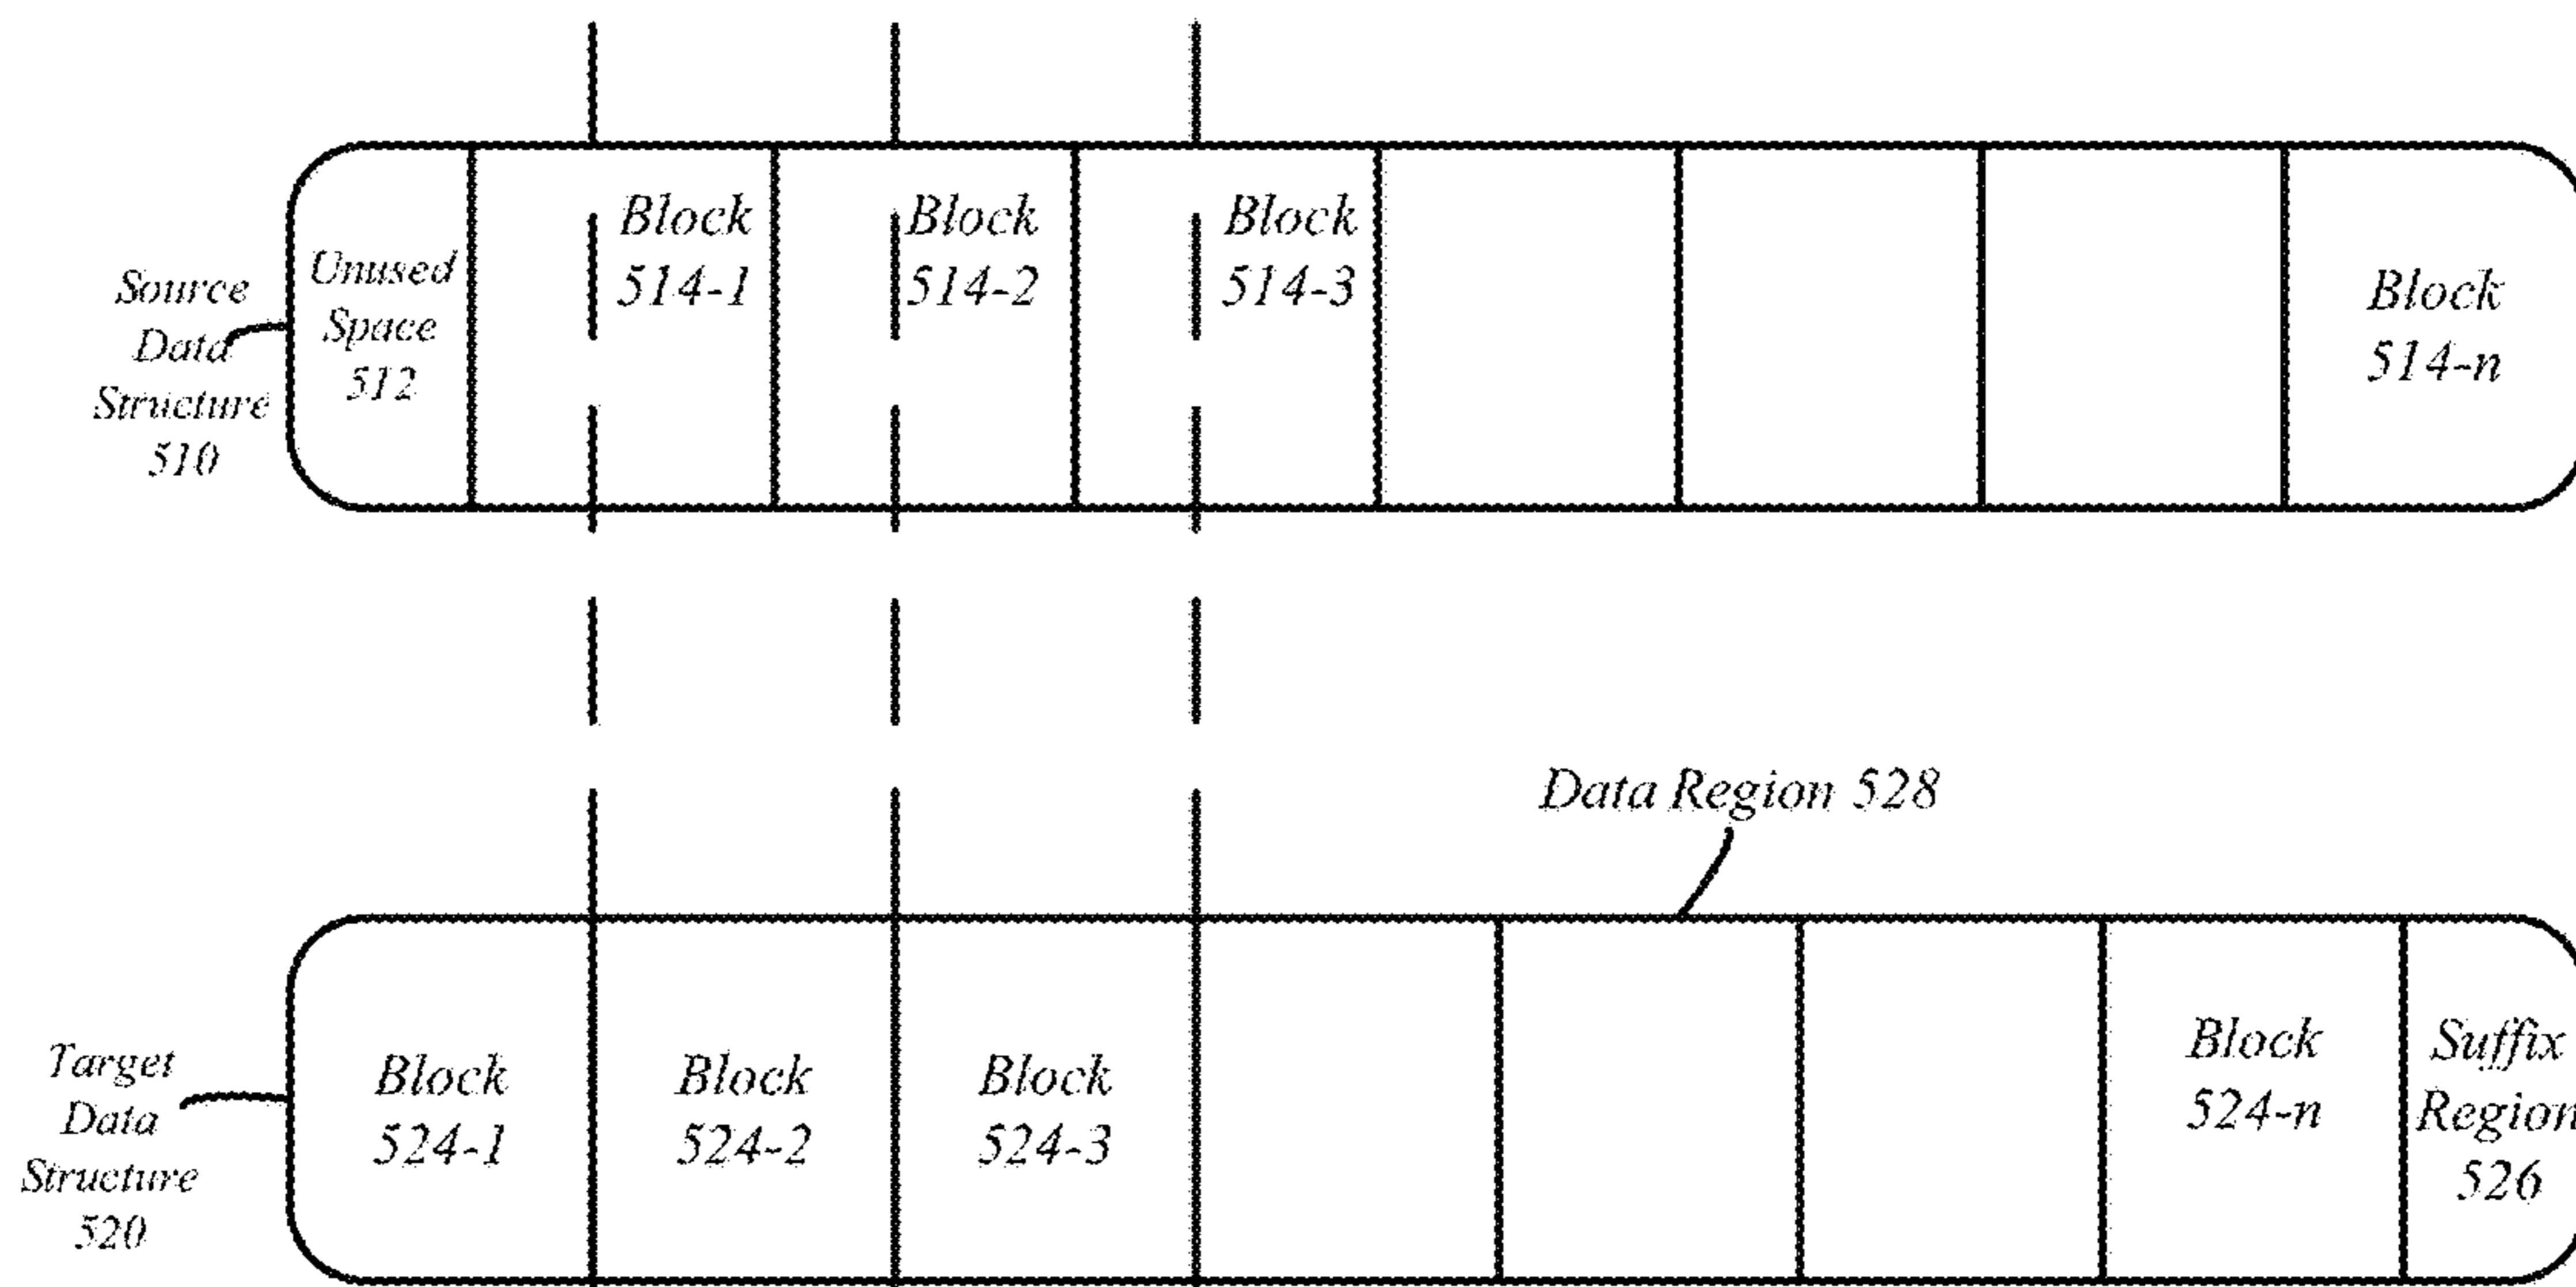 Source
Data
Structure
510
Unused
Space
512
Block
514-1
Block
514-2
Block
514-3
Block
514-n
Data Region 528
Target
Data
Structure
520
Block
524-1
Block
524-2
Block
524-3
Block
524-n
Suffix
Region
526